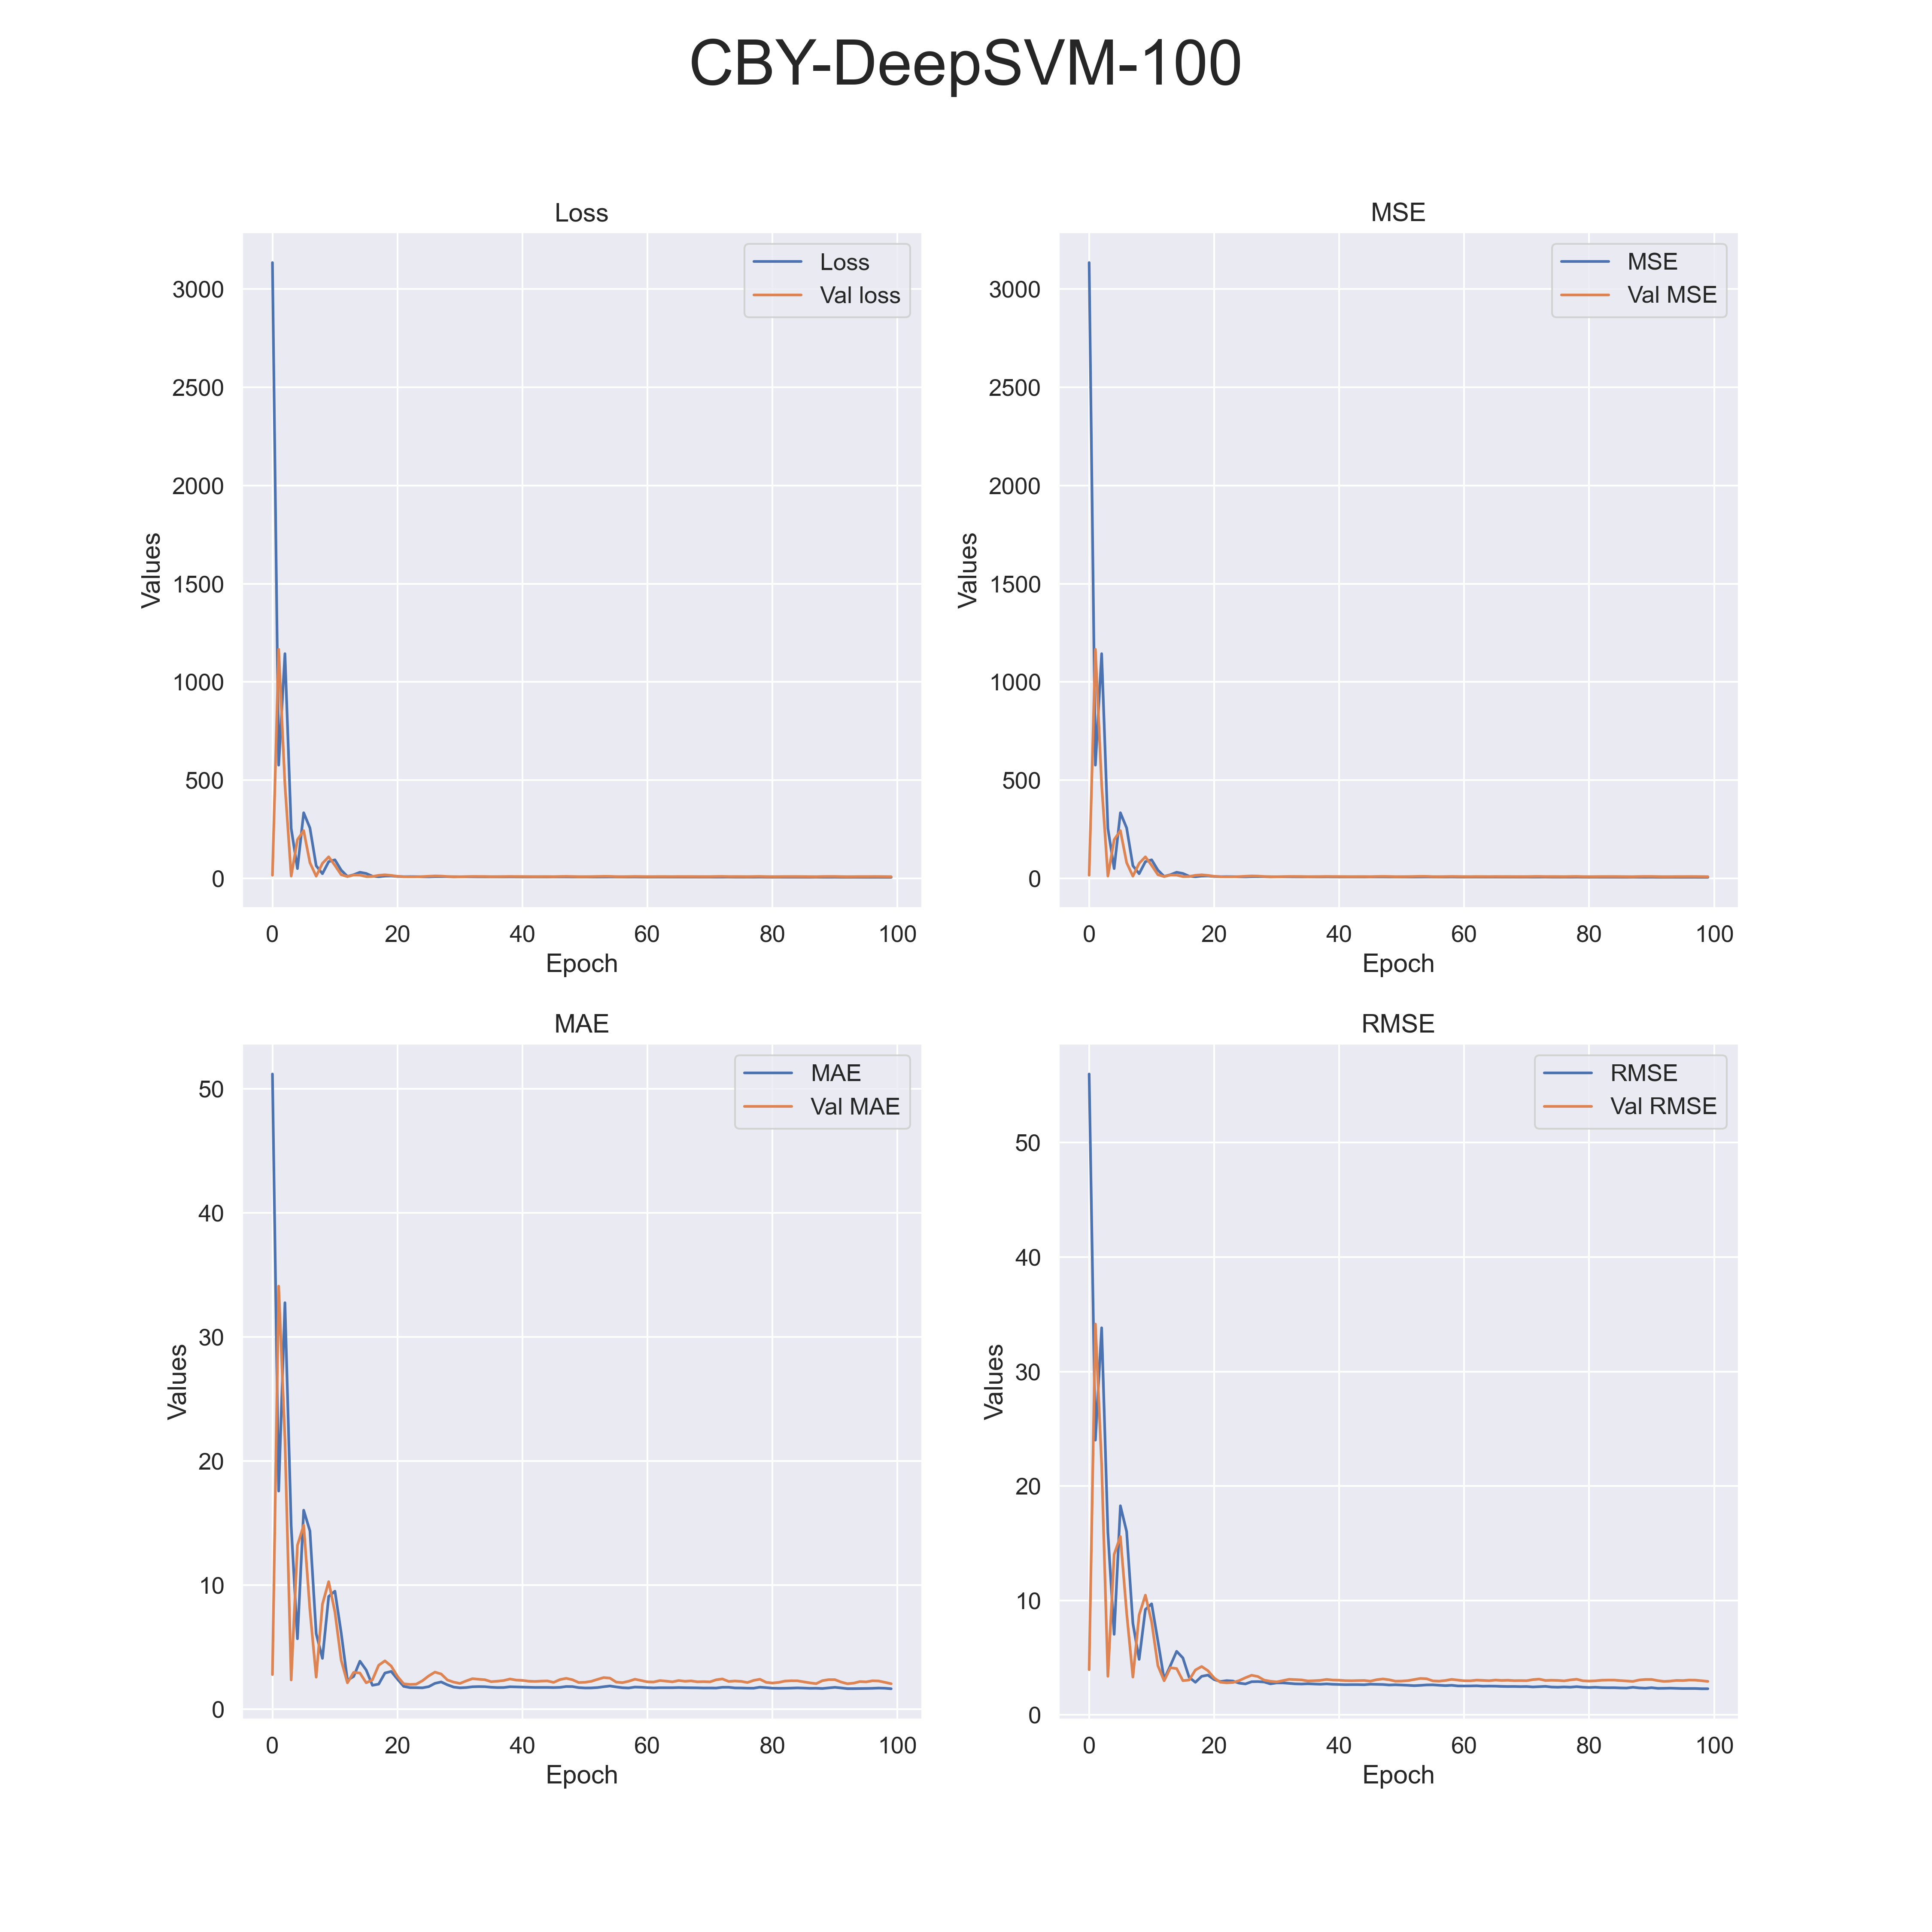 CBY-DeepSVM-100
Loss
Loss
Val loss
3000
2500
2000
1500
1000
500
0
Values
0 20 40 60 80 100
Epoch
MSE
MSE
Val MSE
3000
2500
2000
1500
1000
500
0
Values
0 20 40 60 80 100
Epoch
MAE
MAE
Val MAE
50
40
30
20
10
0
Values
0 20 40 60 80 100
Epoch
RMSE
RMSE
Val RMSE
50
40
30
20
10
0
Values
0 20 40 60 80 100
Epoch